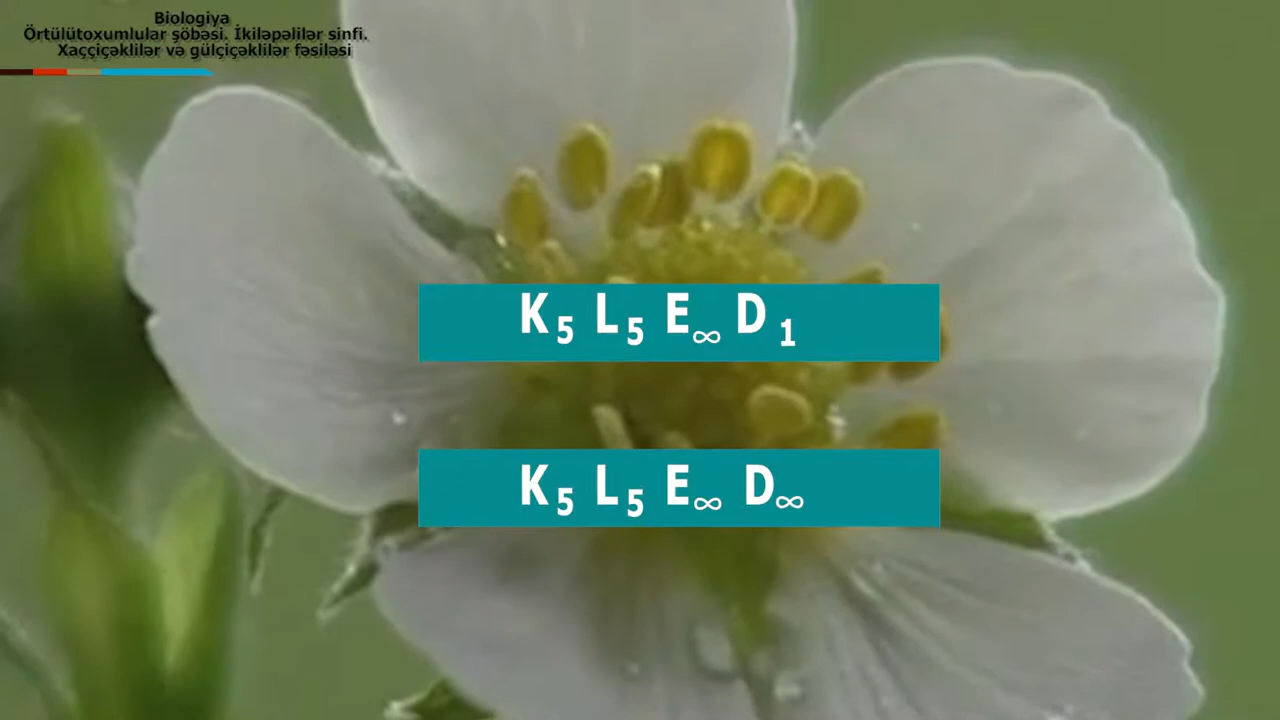 Biologiya
Örtülütoxumlular şöbəsi. İkiləpəlilər sinfi.
Xaççiçəklilər və gülçiçəklilər fəsiləsi
K₅ L₅ E∞ D₁
K₅ L₅ E∞ D∞